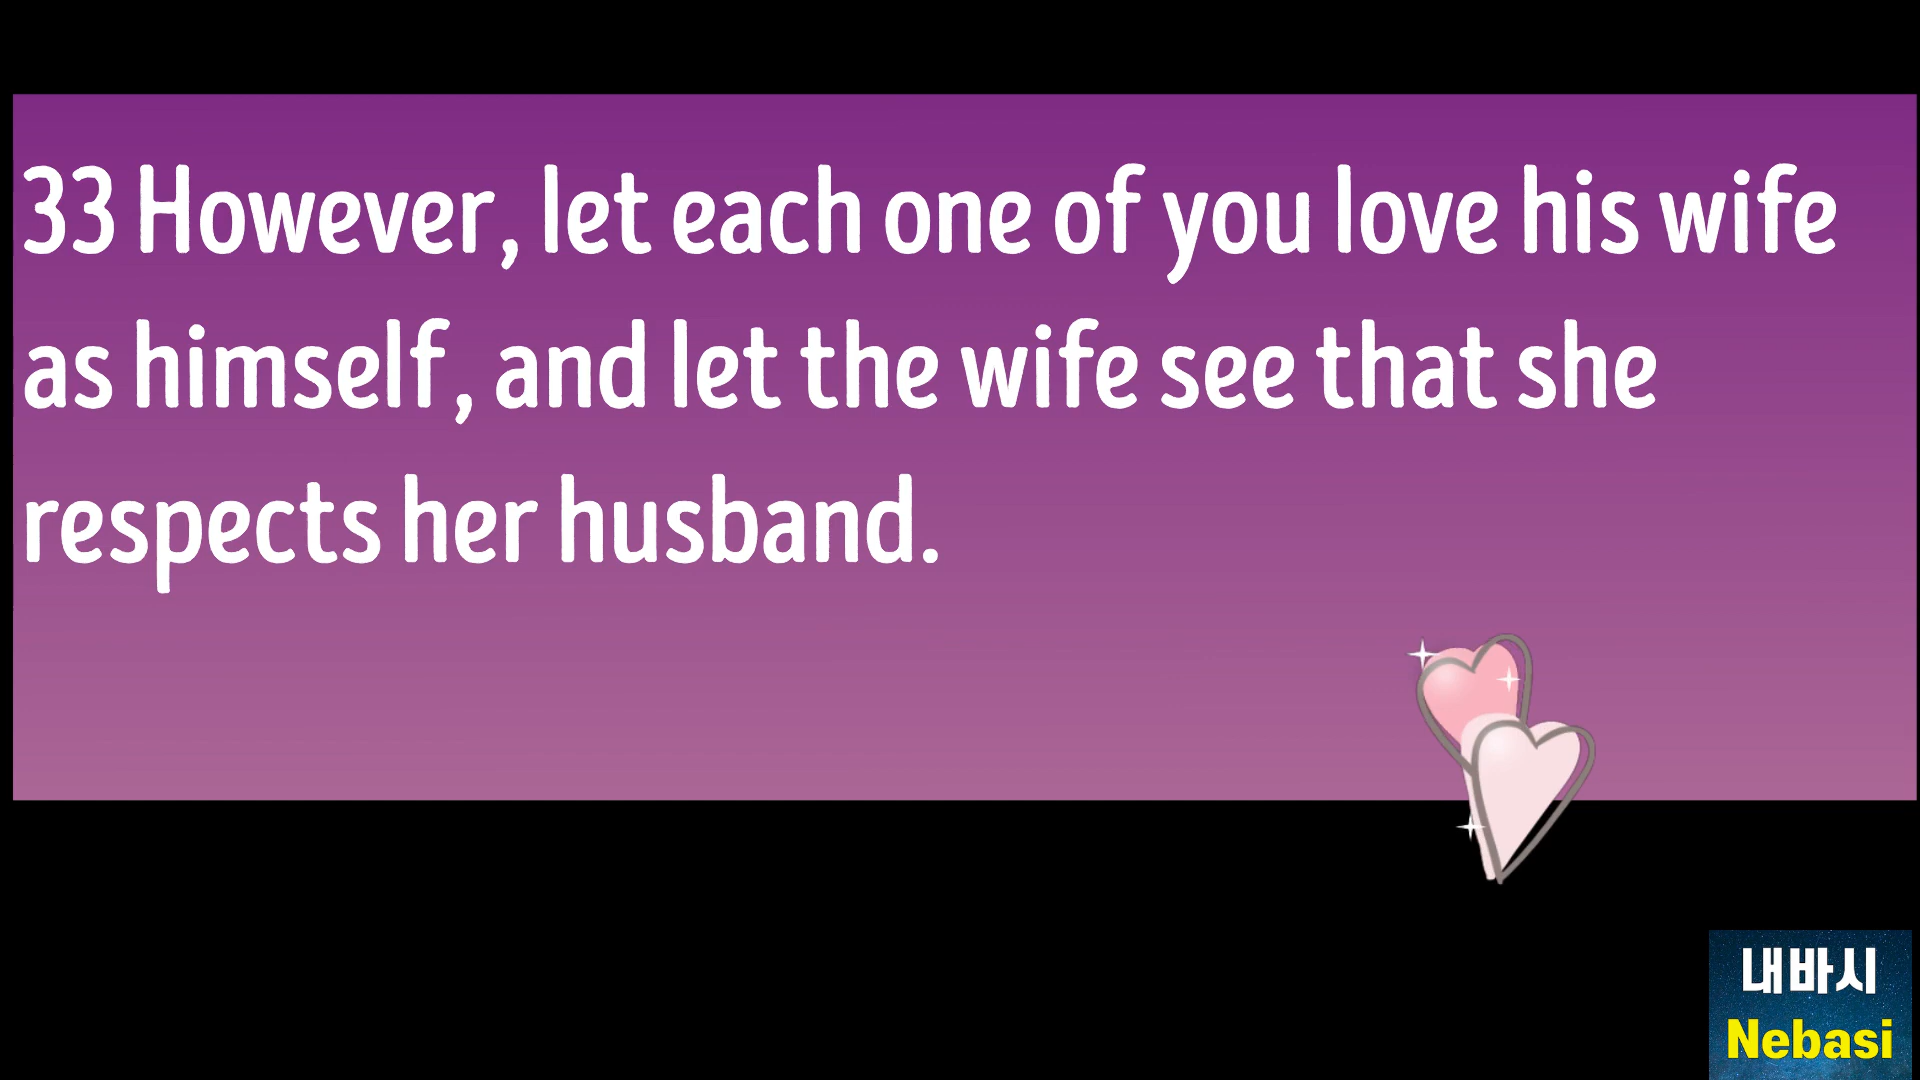 33 However, let each one of you love his wife
as himself, and let the wife see that she
respects her husband.
내바시
Nebasi